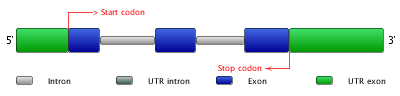 > Start codon
5' 3'
Stop codon
Intron UTR intron Exon UTR exon